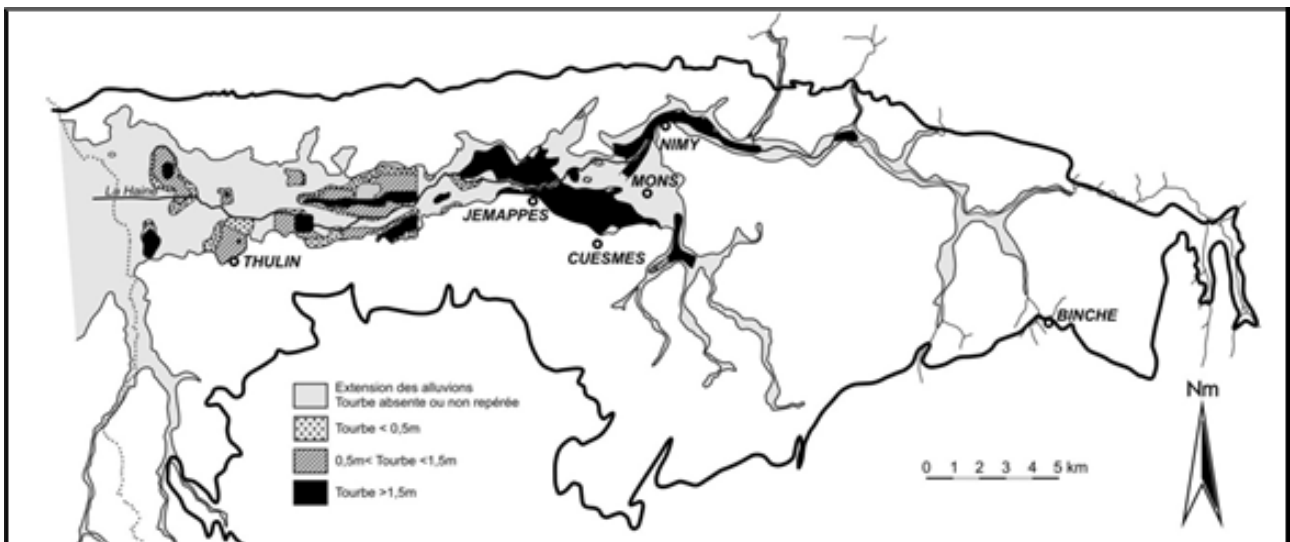 La Haine
NIMY
MONS
JEMAPPES
CUESMES
THULIN
BINCHE
Extension des alluvions
Tourbe absente ou non repérée
Tourbe < 0,5m
0,5m< Tourbe <1,5m
Tourbe >1,5m
0 1 2 3 4 5 km
Nm